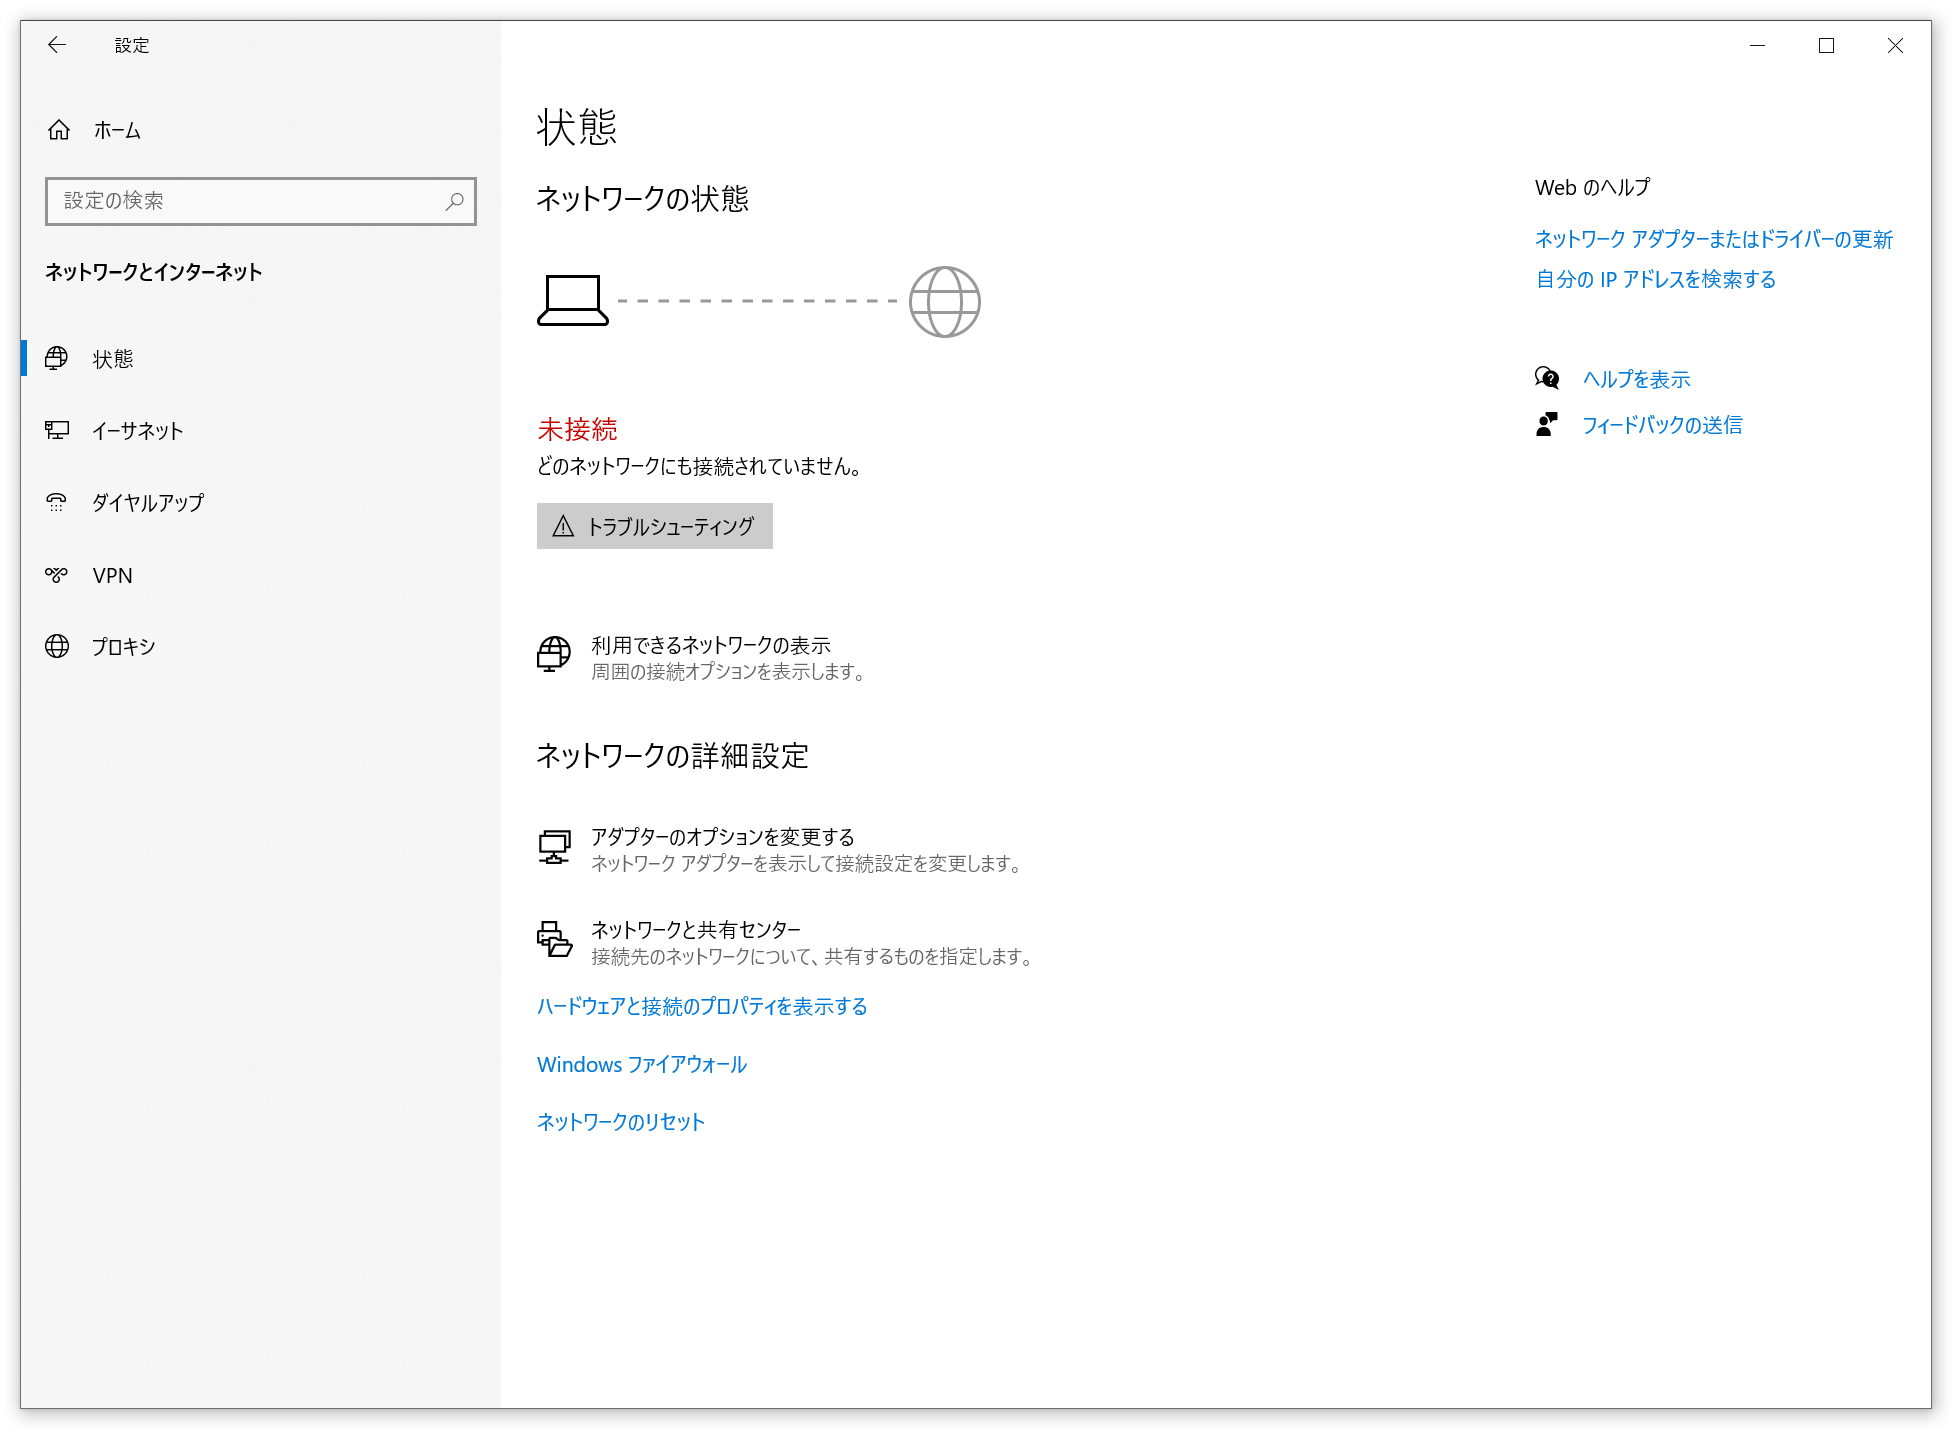 設定
ホーム
設定の検索
ネットワークとインターネット
状態
イーサネット
ダイヤルアップ
VPN
プロキシ
状態
ネットワークの状態
未接続
どのネットワークにも接続されていません。
トラブルシューティング
利用できるネットワークの表示
周囲の接続オプションを表示します。
ネットワークの詳細設定
アダプターのオプションを変更する
ネットワーク アダプターを表示して接続設定を変更します。
ネットワークと共有センター
接続先のネットワークについて、共有するものを指定します。
ハードウェアと接続のプロパティを表示する
Windows ファイアウォール
ネットワークのリセット
Web のヘルプ
ネットワーク アダプターまたはドライバーの更新
自分の IP アドレスを検索する
ヘルプを表示
フィードバックの送信